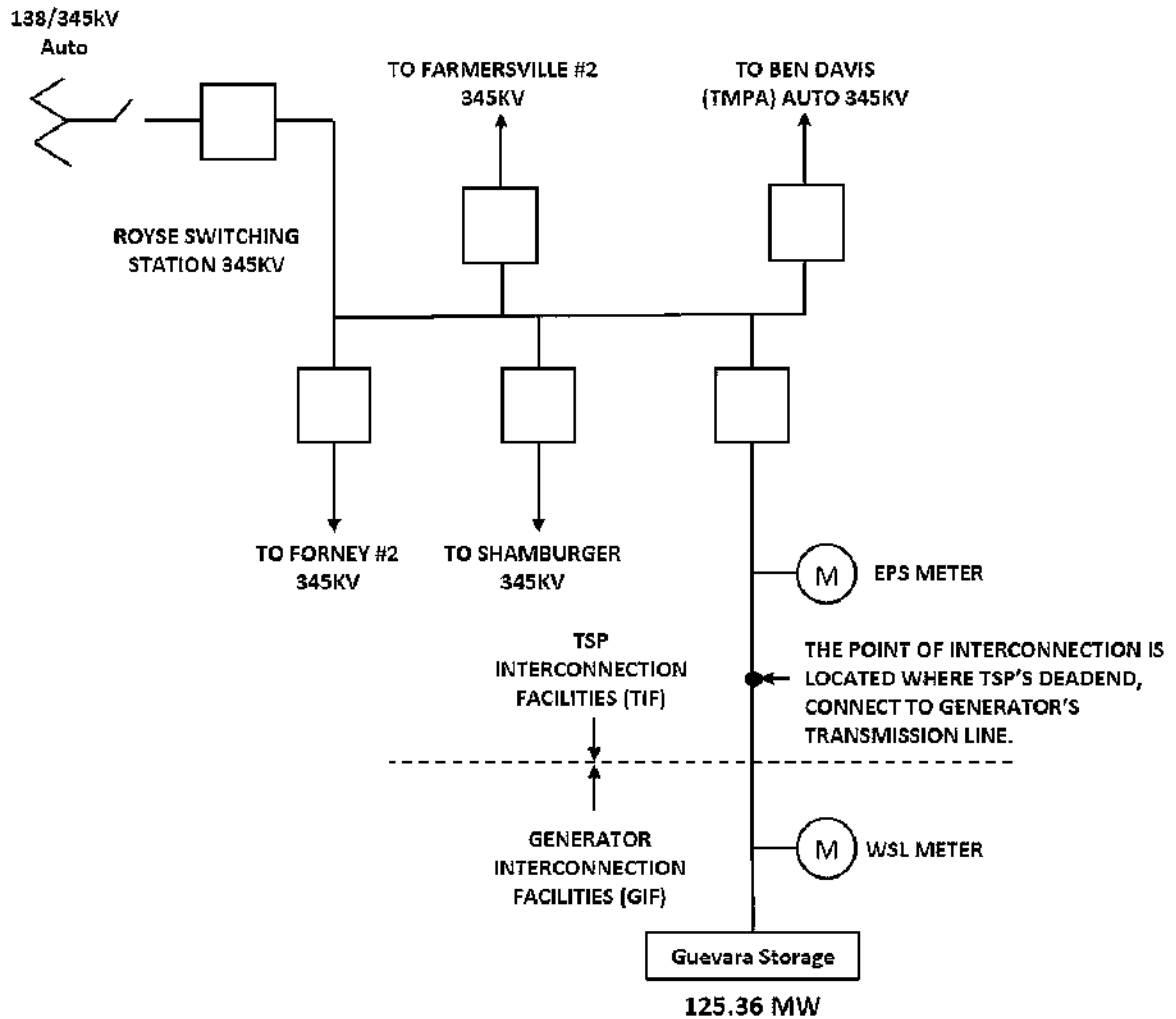 138/345kV
Auto
TO FARMERSVILLE #2
345KV
TO BEN DAVIS
(TMPA) AUTO 345KV
ROYSE SWITCHING
STATION 345KV
TO FORNEY #2
345KV
TO SHAMBURGER
345KV
M
EPS METER
TSP
INTERCONNECTION
FACILITIES (TIF)
THE POINT OF INTERCONNECTION IS
LOCATED WHERE TSP'S DEADEND,
CONNECT TO GENERATOR'S
TRANSMISSION LINE.
GENERATOR
INTERCONNECTION
FACILITIES (GIF)
M
WSL METER
Guevara Storage
125.36 MW